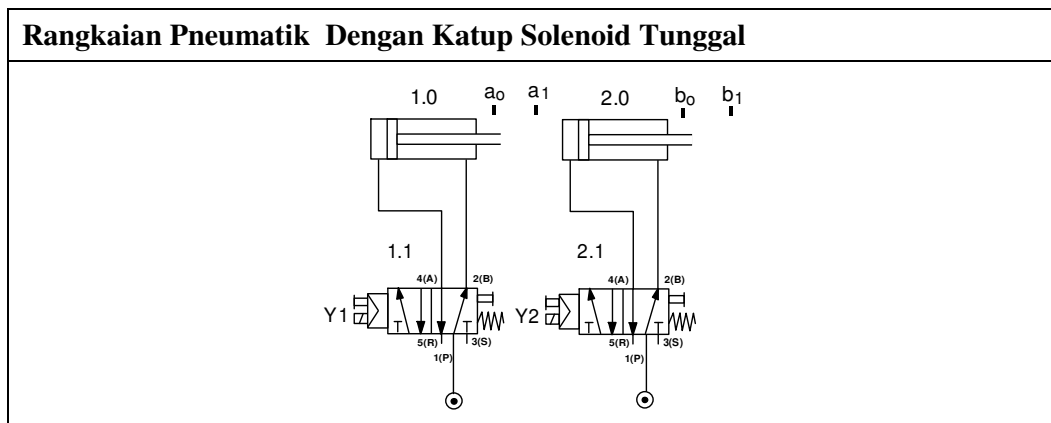 Rangkaian Pneumatik Dengan Katup Solenoid Tunggal
1.0 a0 a1 2.0 b0 b1
1.1 2.1
4(A) 2(B) 4(A) 2(B)
Y1 Y2
5(R) 3(S) 5(R) 3(S)
1(P) 1(P)